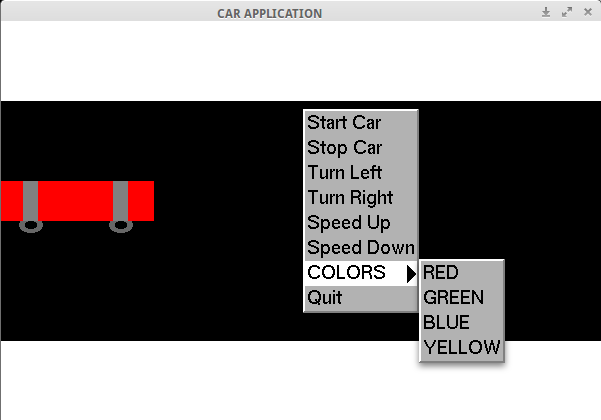 CAR APPLICATION
Start Car
Stop Car
Turn Left
Turn Right
Speed Up
Speed Down
COLORS
Quit
RED
GREEN
BLUE
YELLOW